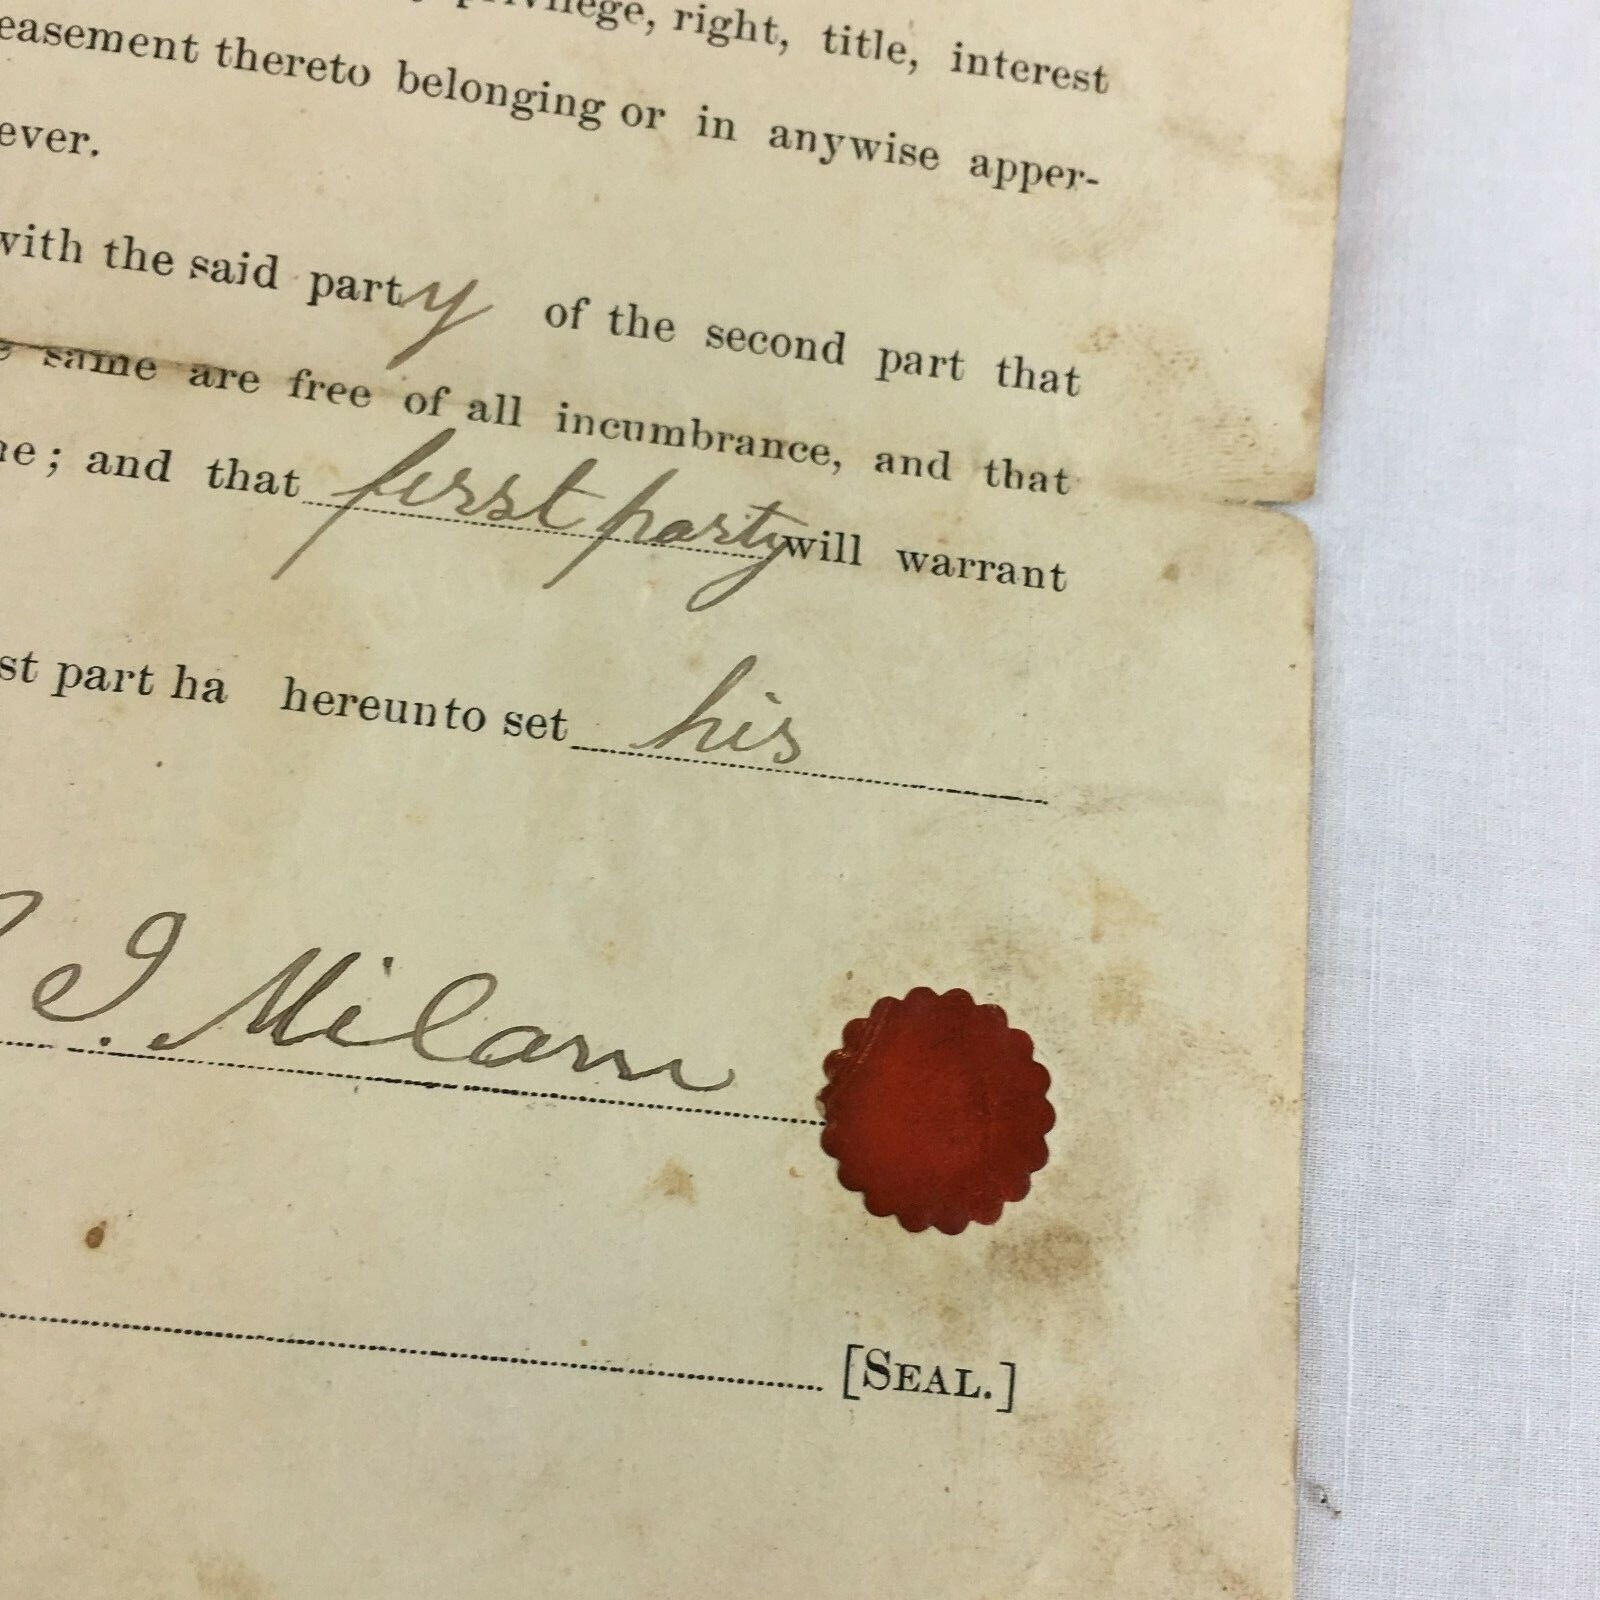 privilege, right, title, interest
easement thereto belonging or in anywise apper-
ever.
with the said party of the second part that
same are free of all incumbrance, and that
; and that first party will warrant
st part ha hereunto set his
J. Milam
[SEAL.]